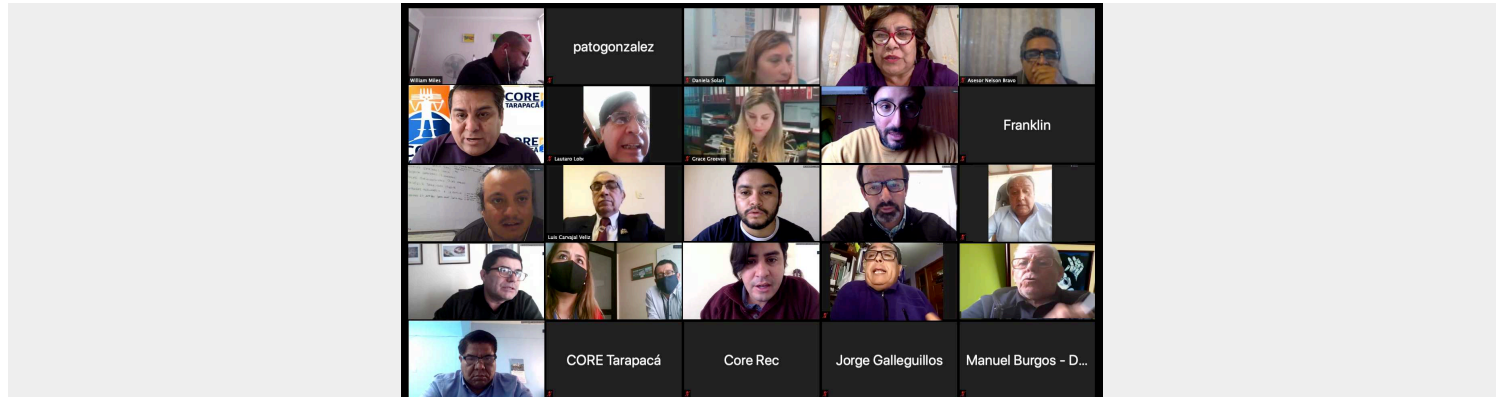 William Miles
patogonzalez
Daniela Solari
Asesor Nelson Bravo
CORE
TARAPACÁ
Lautaro Lobo
Grace Grooven
Franklin
Luis Carvajal Veliz
CORE Tarapacá
Core Rec
Jorge Galleguillos
Manuel Burgos - D...